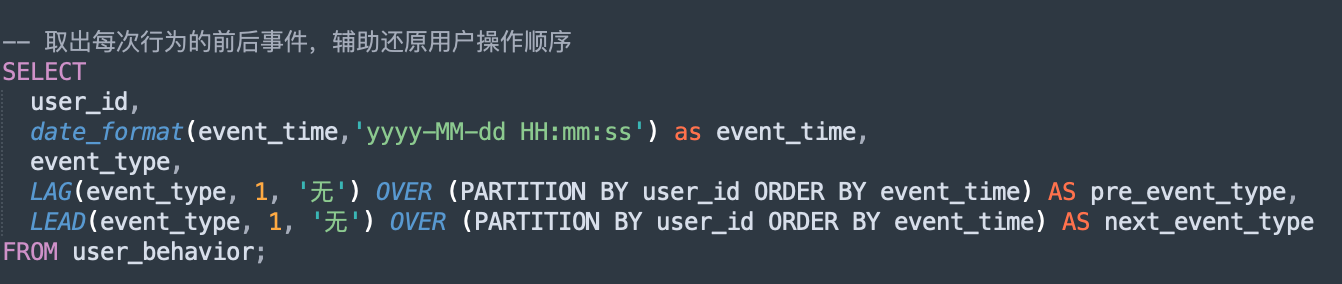 -- 取出每次行为的前后事件，辅助还原用户操作顺序
SELECT
  user_id,
  date_format(event_time,'yyyy-MM-dd HH:mm:ss') as event_time,
  event_type,
  LAG(event_type, 1, '无') OVER (PARTITION BY user_id ORDER BY event_time) AS pre_event_type,
  LEAD(event_type, 1, '无') OVER (PARTITION BY user_id ORDER BY event_time) AS next_event_type
FROM user_behavior;